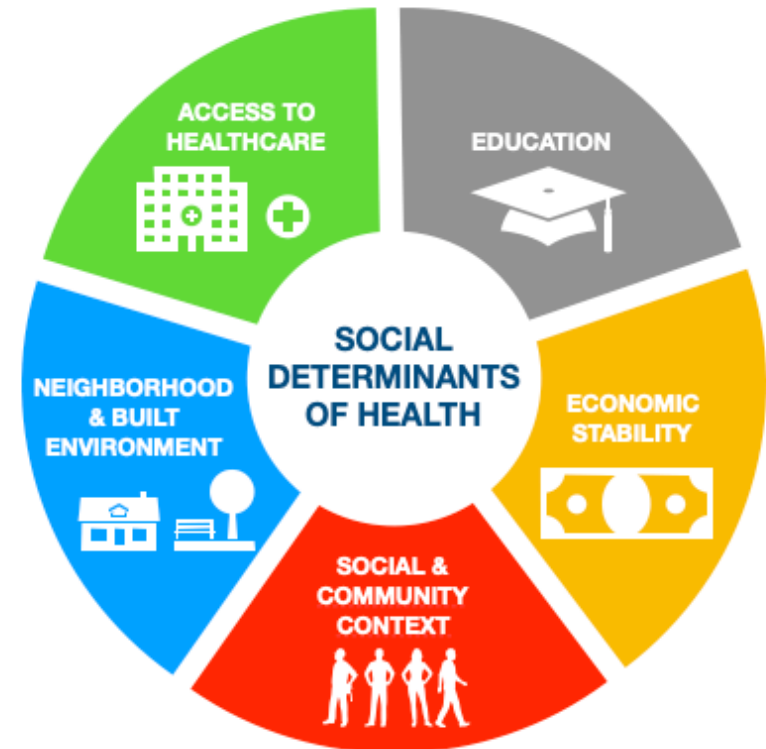 ACCESS TO
HEALTHCARE
EDUCATION
SOCIAL
DETERMINANTS
OF HEALTH
NEIGHBORHOOD
& BUILT
ENVIRONMENT
ECONOMIC
STABILITY
SOCIAL &
COMMUNITY
CONTEXT